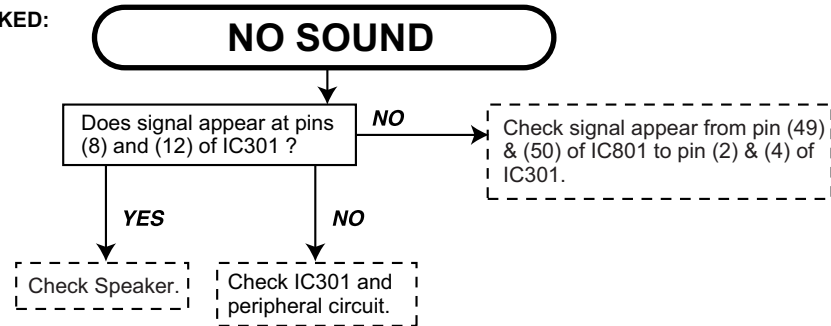 KED:
NO SOUND
Does signal appear at pins
(8) and (12) of IC301 ?
NO
Check signal appear from pin (49)
& (50) of IC801 to pin (2) & (4) of
IC301.
YES
NO
Check Speaker.
Check IC301 and
peripheral circuit.